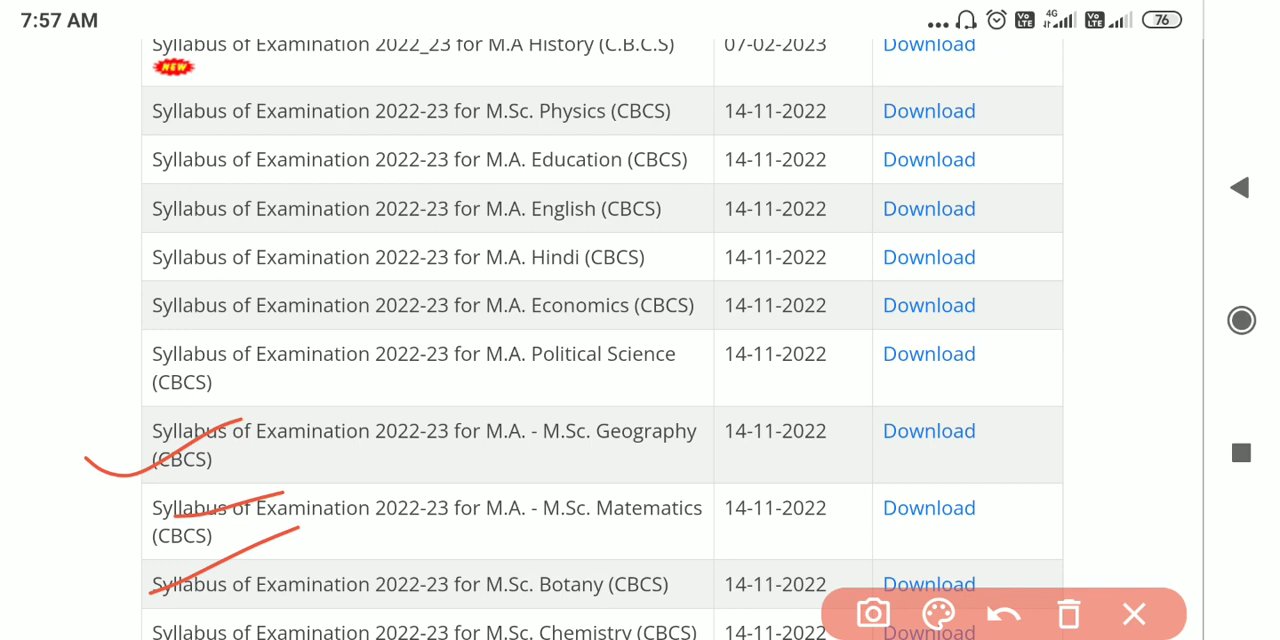 7:57 AM
4G
Vo LTE
Vo LTE
76
Syllabus of Examination 2022_23 for M.A History (C.B.C.S) 07-02-2023 Download
NEW
Syllabus of Examination 2022-23 for M.Sc. Physics (CBCS) 14-11-2022 Download
Syllabus of Examination 2022-23 for M.A. Education (CBCS) 14-11-2022 Download
Syllabus of Examination 2022-23 for M.A. English (CBCS) 14-11-2022 Download
Syllabus of Examination 2022-23 for M.A. Hindi (CBCS) 14-11-2022 Download
Syllabus of Examination 2022-23 for M.A. Economics (CBCS) 14-11-2022 Download
Syllabus of Examination 2022-23 for M.A. Political Science 14-11-2022 Download
(CBCS)
Syllabus of Examination 2022-23 for M.A. - M.Sc. Geography 14-11-2022 Download
(CBCS)
Syllabus of Examination 2022-23 for M.A. - M.Sc. Matematics 14-11-2022 Download
(CBCS)
Syllabus of Examination 2022-23 for M.Sc. Botany (CBCS) 14-11-2022 Download
Syllabus of Examination 2022-23 for M.Sc. Chemistry (CBCS) 14-11-2022 Download